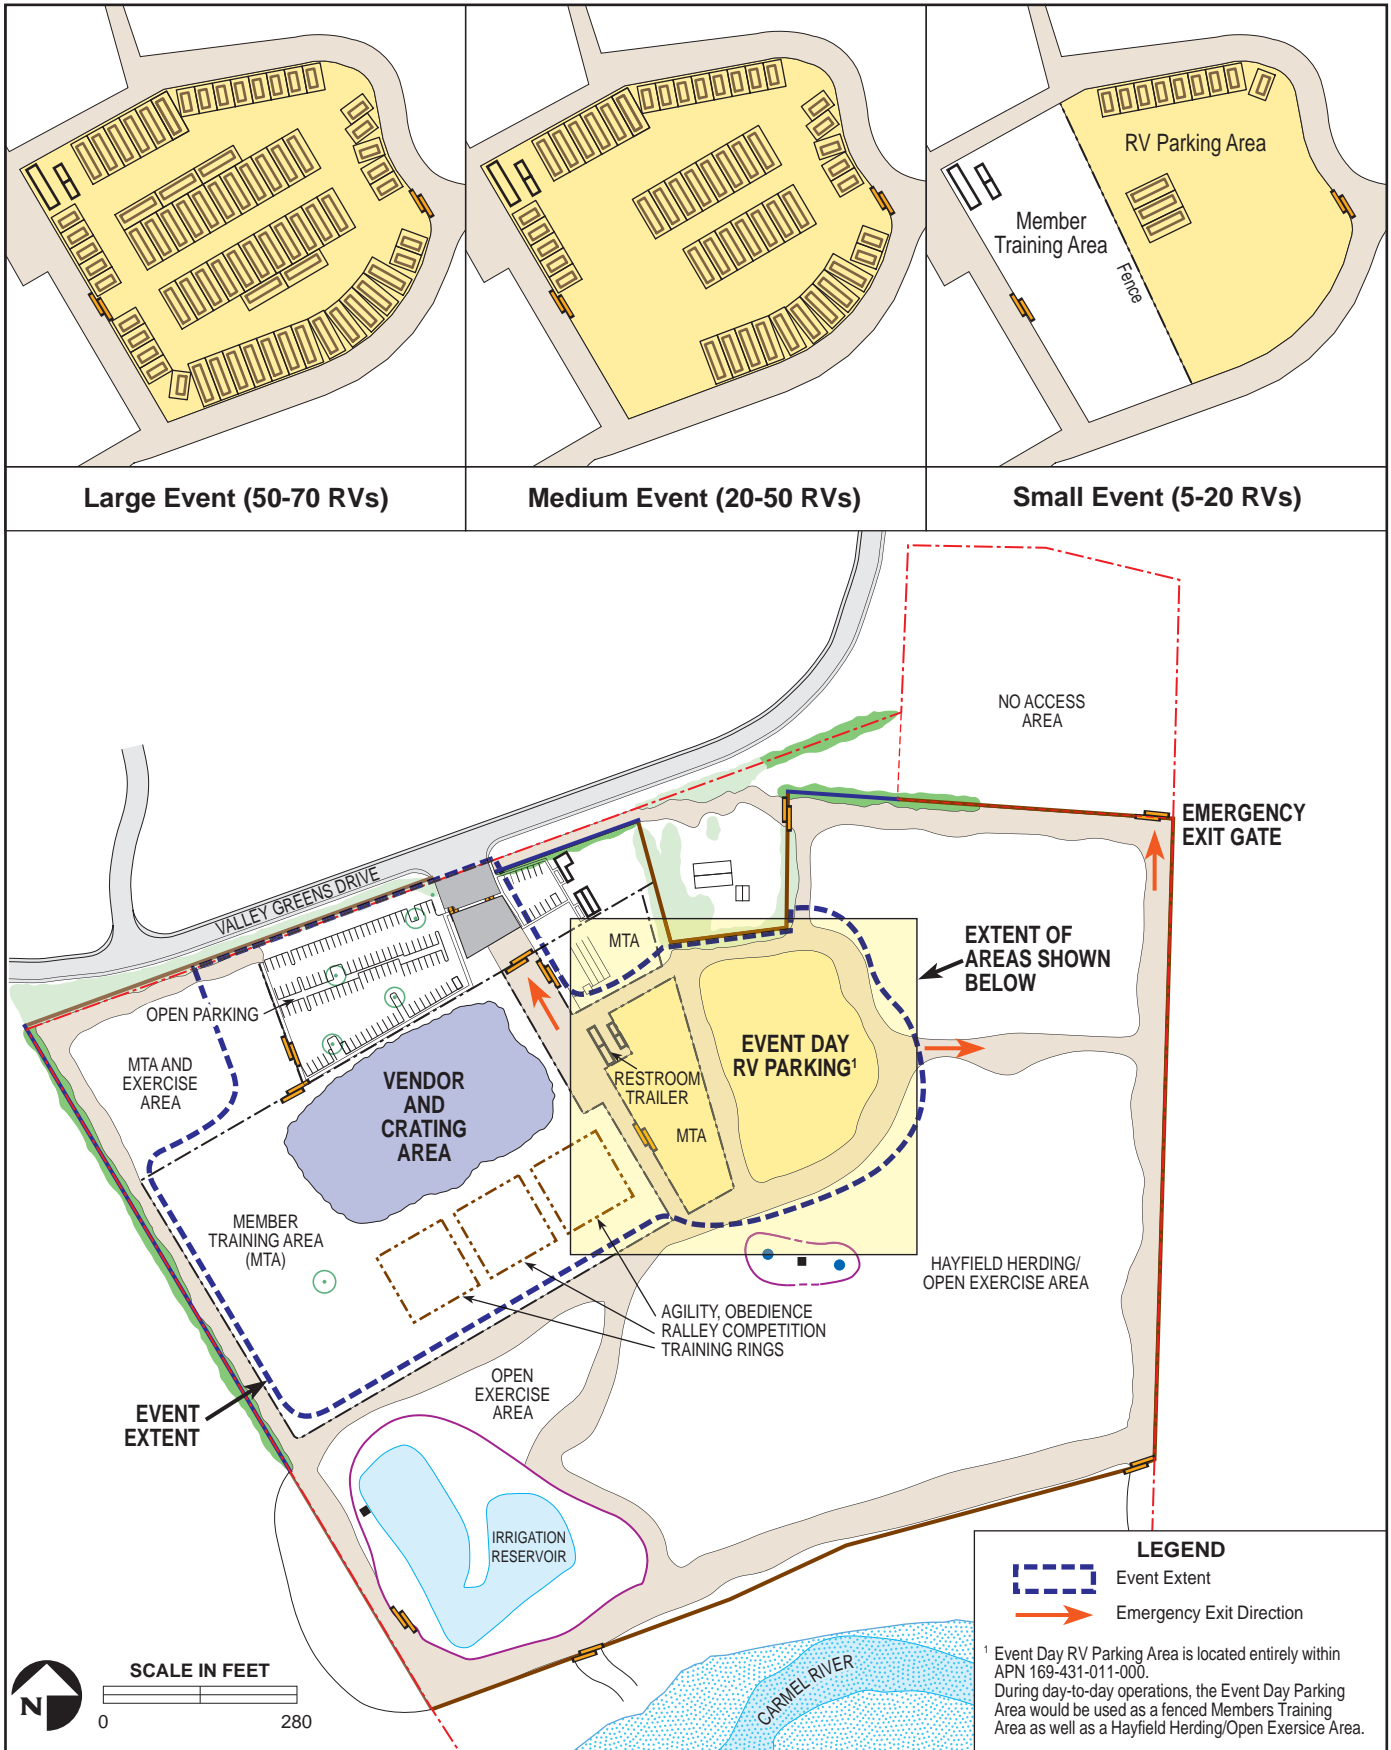 RV Parking Area
Member
Training Area
Fence
Large Event (50-70 RVs)
Medium Event (20-50 RVs)
Small Event (5-20 RVs)
NO ACCESS
AREA
EMERGENCY
EXIT GATE
VALLEY GREENS DRIVE
EXTENT OF
AREAS SHOWN
BELOW
MTA
OPEN PARKING
MTA AND
EXERCISE
AREA
VENDOR
AND
CRATING
AREA
EVENT DAY
RV PARKING¹
RESTROOM
TRAILER
MTA
MEMBER
TRAINING AREA
(MTA)
HAYFIELD HERDING/
OPEN EXERCISE AREA
AGILITY, OBEDIENCE
RALLEY COMPETITION
TRAINING RINGS
OPEN
EXERCISE
AREA
EVENT
EXTENT
IRRIGATION
RESERVOIR
CARMEL RIVER
N
SCALE IN FEET
0 280
LEGEND
Event Extent
Emergency Exit Direction
¹ Event Day RV Parking Area is located entirely within
APN 169-431-011-000.
During day-to-day operations, the Event Day Parking
Area would be used as a fenced Members Training
Area as well as a Hayfield Herding/Open Exersice Area.